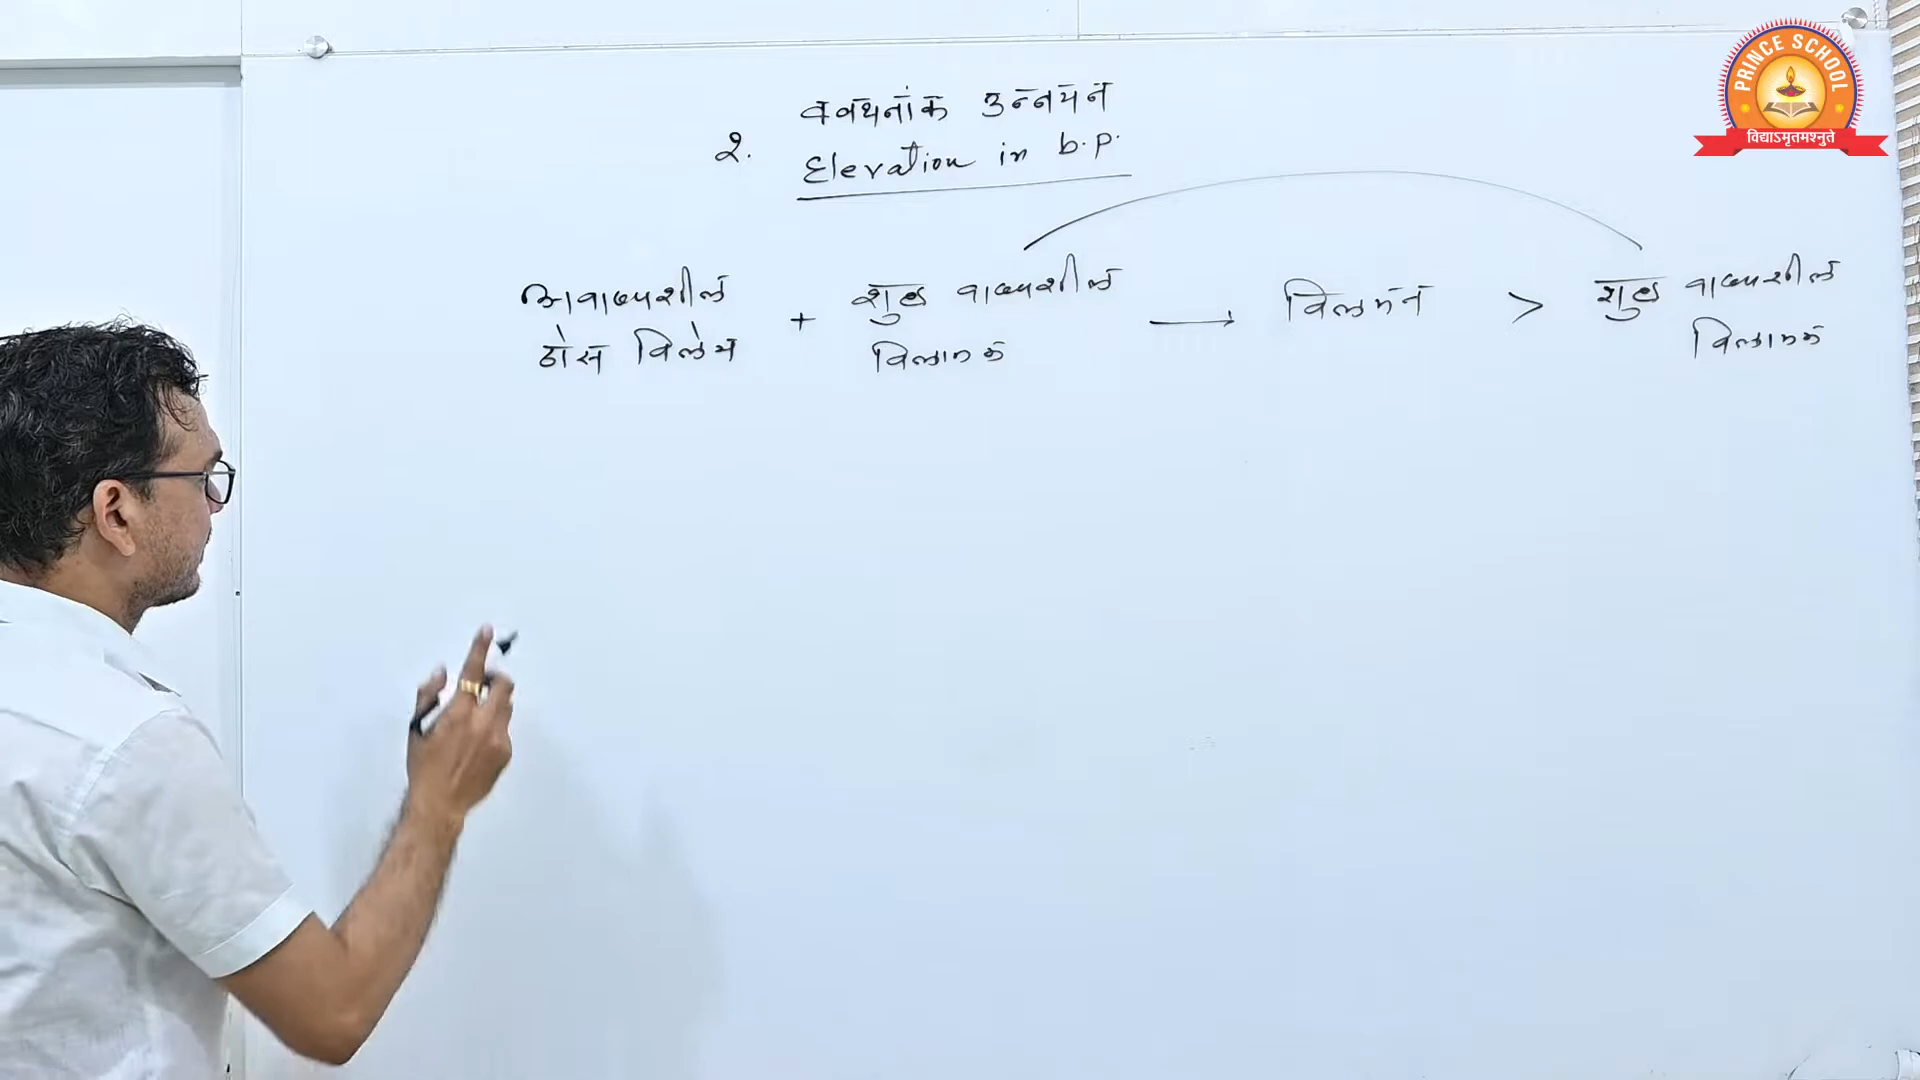 PRINCE SCHOOL
विद्याऽमृतमश्नुते
2. क्वथनांक उन्नयन
Elevation in b.p.
अवाष्पशील + शुद्ध वाष्पशील → विलयन > शुद्ध वाष्पशील
ठोस विलेय विलायक विलायक